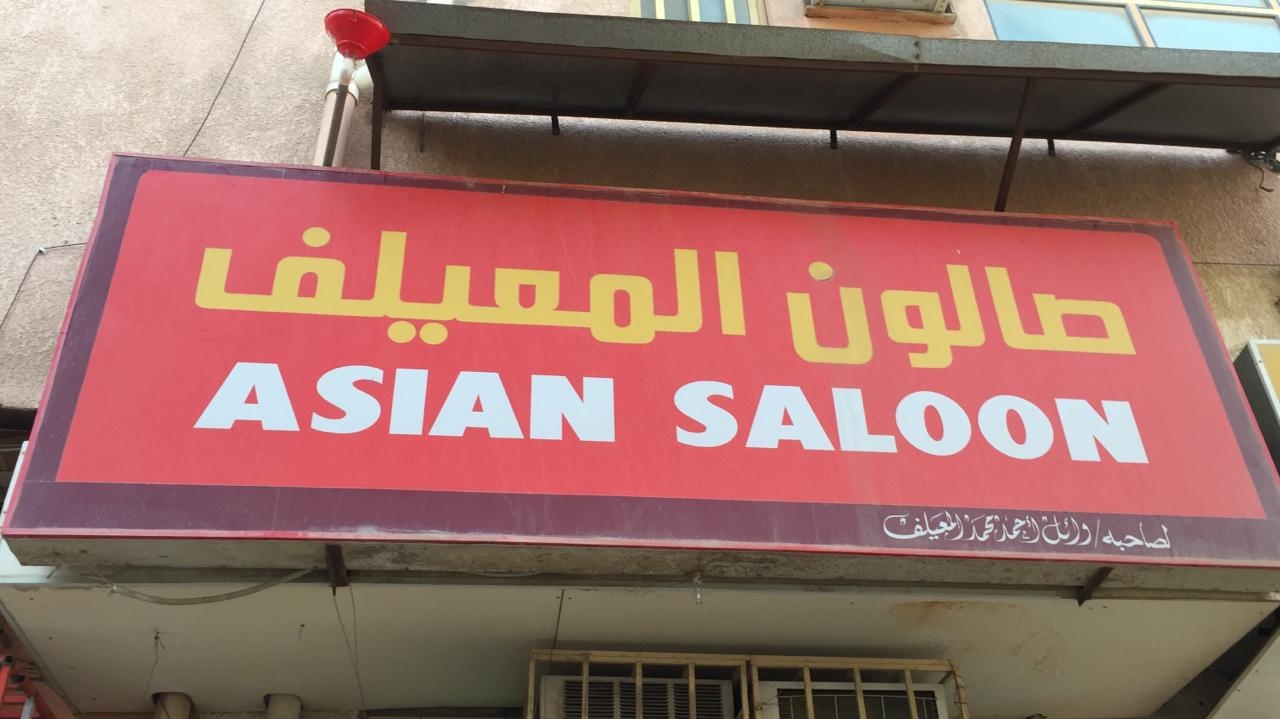 صالون المعيلف
ASIAN SALOON
لصاحبه / وائل أحمد محمد المعيلف